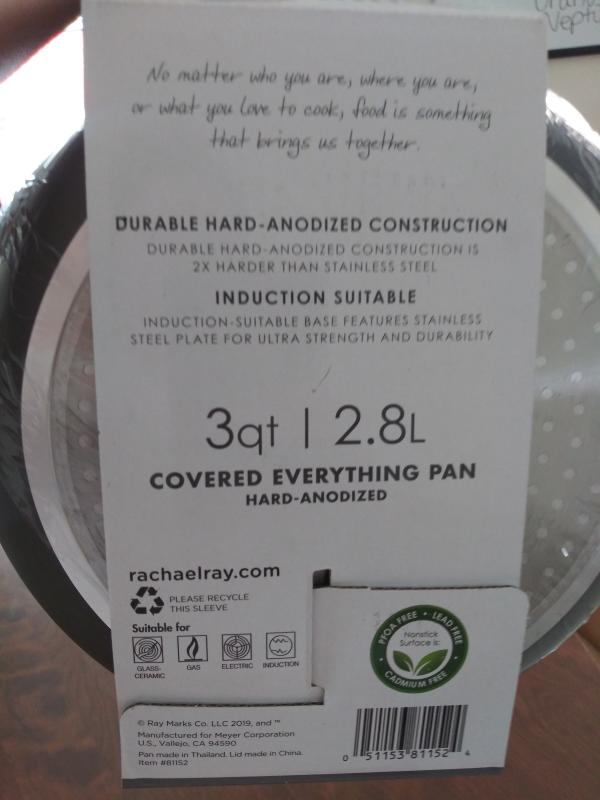 No matter who you are, where you are,
or what you love to cook, food is something
that brings us together.
DURABLE HARD-ANODIZED CONSTRUCTION
DURABLE HARD-ANODIZED CONSTRUCTION IS
2X HARDER THAN STAINLESS STEEL
INDUCTION SUITABLE
INDUCTION-SUITABLE BASE FEATURES STAINLESS
STEEL PLATE FOR ULTRA STRENGTH AND DURABILITY
3qt | 2.8L
COVERED EVERYTHING PAN
HARD-ANODIZED
rachaelray.com
PLEASE RECYCLE
THIS SLEEVE
Suitable for
GLASS-
CERAMIC
GAS
ELECTRIC
INDUCTION
PFOA FREE • LEAD FREE
• CADMIUM FREE •
Nonstick
Surface is:
© Ray Marks Co. LLC 2019, and ™
Manufactured for Meyer Corporation
U.S., Vallejo, CA 94590
Pan made in Thailand. Lid made in China.
Item #81152
0 51153 81152 4